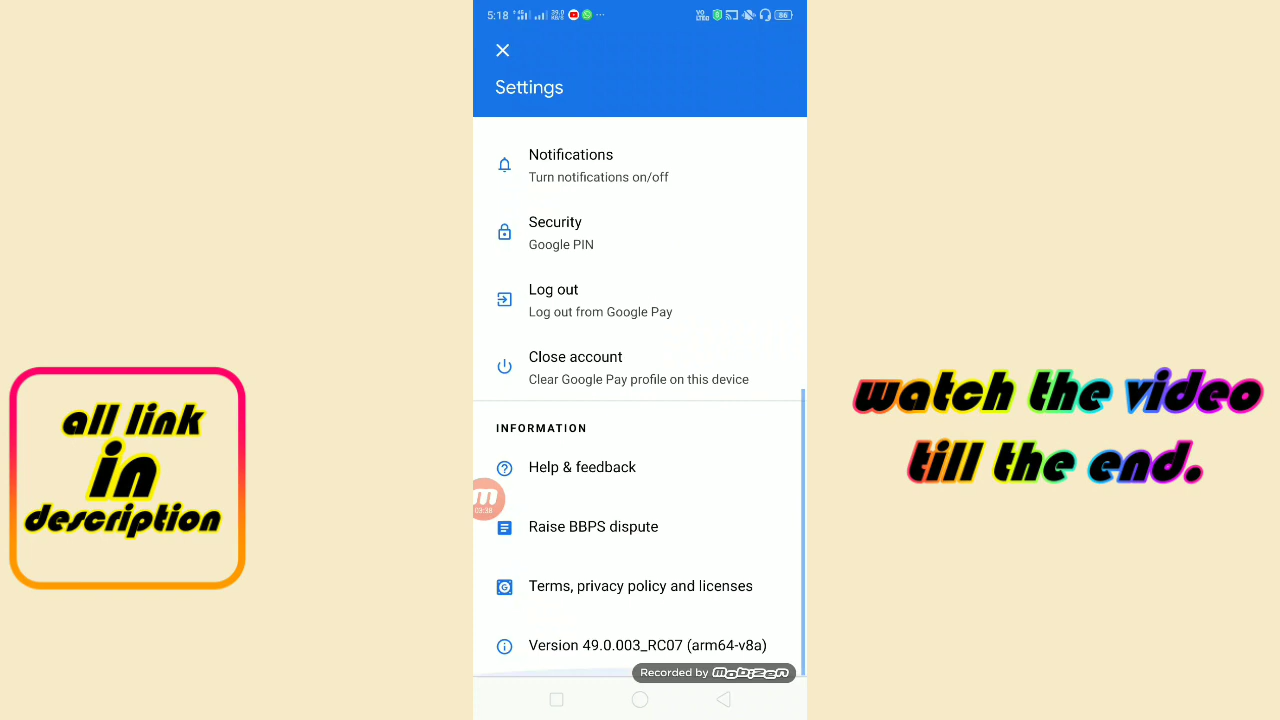 5:18
86
Settings
Notifications
Turn notifications on/off
Security
Google PIN
Log out
Log out from Google Pay
Close account
Clear Google Pay profile on this device
INFORMATION
Help & feedback
03:38
Raise BBPS dispute
Terms, privacy policy and licenses
Version 49.0.003_RC07 (arm64-v8a)
Recorded by mobizen
all link
in
description
watch the video
till the end.